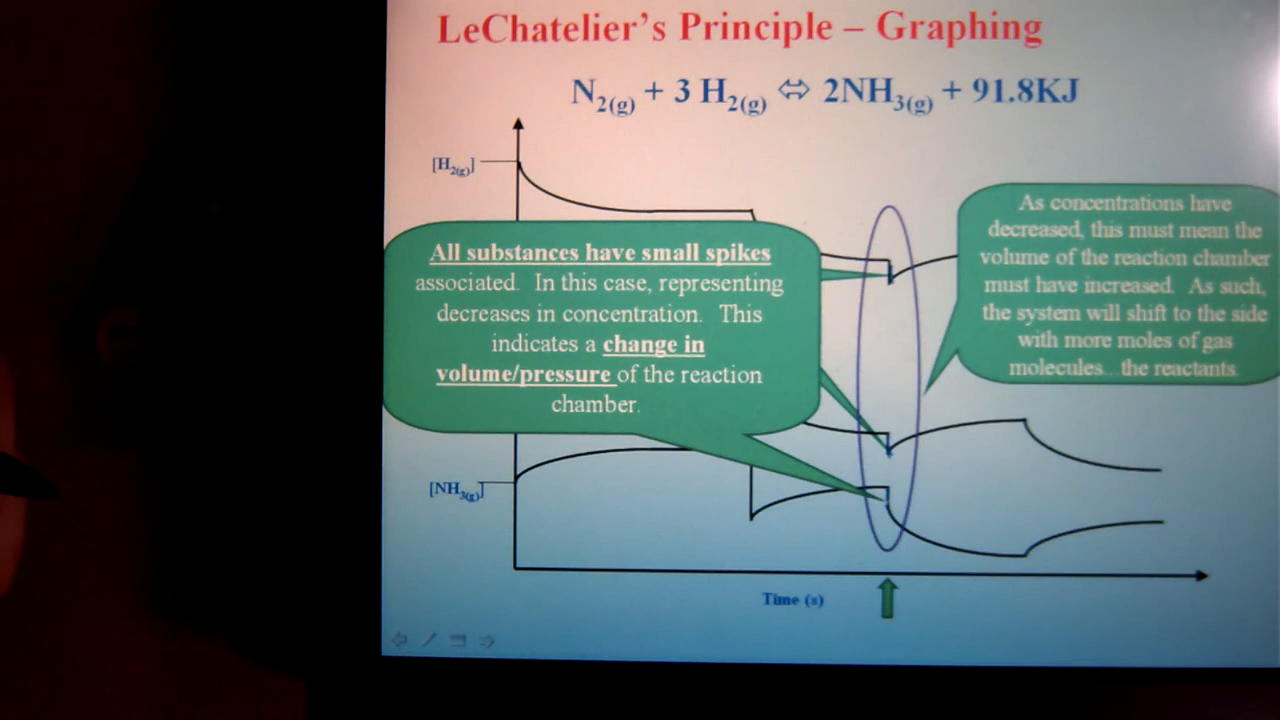 LeChatelier's Principle – Graphing
N2(g) + 3 H2(g) ⇔ 2NH3(g) + 91.8KJ
[H2(g)]
All substances have small spikes
associated. In this case, representing
decreases in concentration. This
indicates a change in
volume/pressure of the reaction
chamber.
As concentrations have
decreased, this must mean the
volume of the reaction chamber
must have increased. As such,
the system will shift to the side
with more moles of gas
molecules...the reactants.
[NH3(g)]
Time (s)